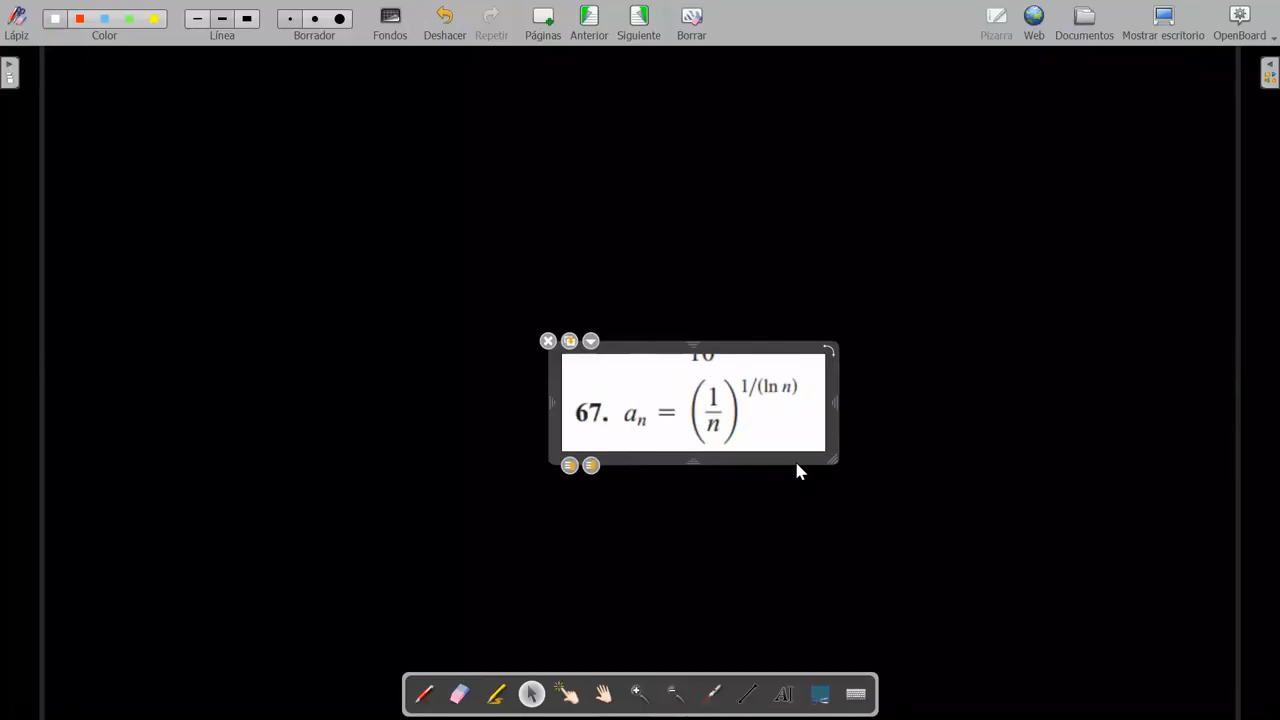 Lápiz Color Línea Borrador Fondos Deshacer Repetir Páginas Anterior Siguiente Borrar Pizarra Web Documentos Mostrar escritorio OpenBoard
67. aₙ = (1/n)^1/(ln n)
AI